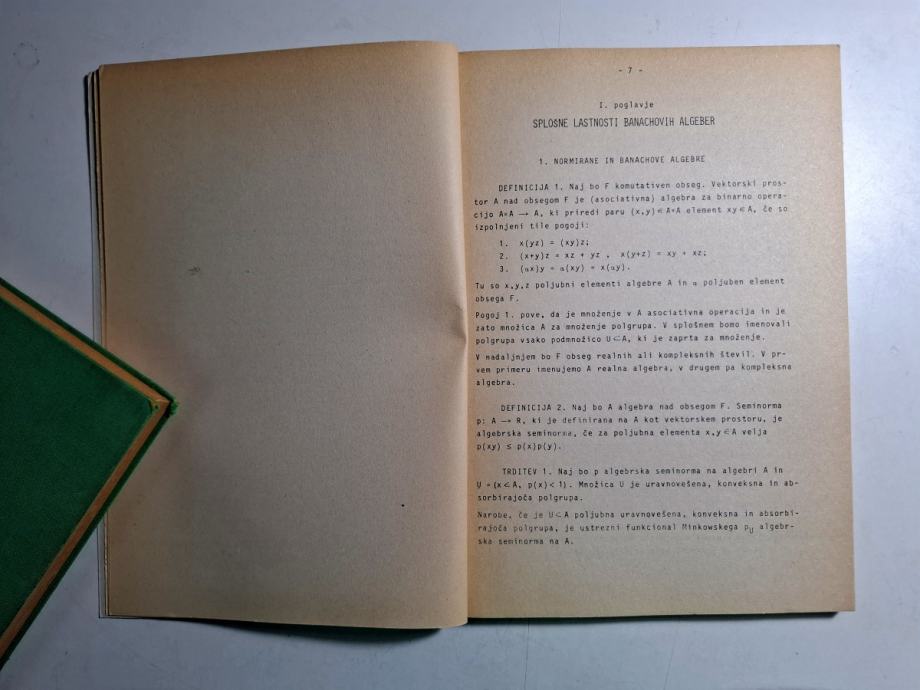 - 7 -
I. poglavje
SPLOSNE LASTNOSTI BANACHOVIH ALGEBER
1. NORMIRANE IN BANACHOVE ALGEBRE
DEFINICIJA 1. Naj bo F komutativen obseg. Vektorski pros-
tor A nad obsegom F je (asociativna) algebra za binarno opera-
cijo A×A → A, ki priredi paru (x,y)∈A×A element xy∈A, če so
izpolnjeni tile pogoji:
1. x(yz) = (xy)z;
2. (x+y)z = xz + yz , x(y+z) = xy + xz;
3. (αx)y = α(xy) = x(αy).
Tu so x,y,z poljubni elementi algebre A in α poljuben element
obsega F.
Pogoj 1. pove, da je množenje v A asociativna operacija in je
zato množica A za množenje polgrupa. V splošnem bomo imenovali
polgrupa vsako podmnožico U⊂A, ki je zaprta za množenje.
V nadaljnjem bo F obseg realnih ali kompleksnih števil. V pr-
vem primeru imenujemo A realna algebra, v drugem pa kompleksna
algebra.
DEFINICIJA 2. Naj bo A algebra nad obsegom F. Seminorma
p: A → R, ki je definirana na A kot vektorskem prostoru, je
algebrska seminorma, če za poljubna elementa x,y∈A velja
p(xy) ≤ p(x)p(y).
TRDITEV 1. Naj bo p algebrska seminorma na algebri A in
U = (x∈A, p(x)< 1). Množica U je uravnovešena, konveksna in ab-
sorbirajoča polgrupa.
Narobe, če je U⊂A poljubna uravnovešena, konveksna in absorbi-
rajoča polgrupa, je ustrezni funkcional Minkowskega p_U algebr-
ska seminorma na A.